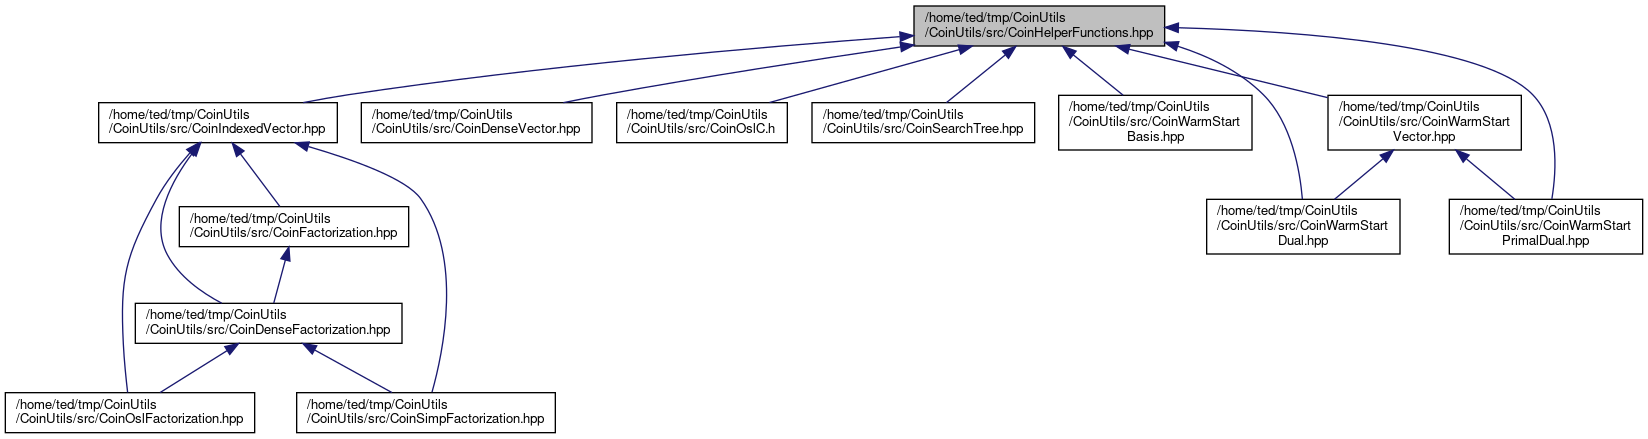 /home/ted/tmp/CoinUtils
/CoinUtils/src/CoinHelperFunctions.hpp
/home/ted/tmp/CoinUtils
/CoinUtils/src/CoinIndexedVector.hpp
/home/ted/tmp/CoinUtils
/CoinUtils/src/CoinDenseVector.hpp
/home/ted/tmp/CoinUtils
/CoinUtils/src/CoinOslC.h
/home/ted/tmp/CoinUtils
/CoinUtils/src/CoinSearchTree.hpp
/home/ted/tmp/CoinUtils
/CoinUtils/src/CoinWarmStart
Basis.hpp
/home/ted/tmp/CoinUtils
/CoinUtils/src/CoinWarmStart
Vector.hpp
/home/ted/tmp/CoinUtils
/CoinUtils/src/CoinFactorization.hpp
/home/ted/tmp/CoinUtils
/CoinUtils/src/CoinWarmStart
Dual.hpp
/home/ted/tmp/CoinUtils
/CoinUtils/src/CoinWarmStart
PrimalDual.hpp
/home/ted/tmp/CoinUtils
/CoinUtils/src/CoinDenseFactorization.hpp
/home/ted/tmp/CoinUtils
/CoinUtils/src/CoinOslFactorization.hpp
/home/ted/tmp/CoinUtils
/CoinUtils/src/CoinSimpFactorization.hpp